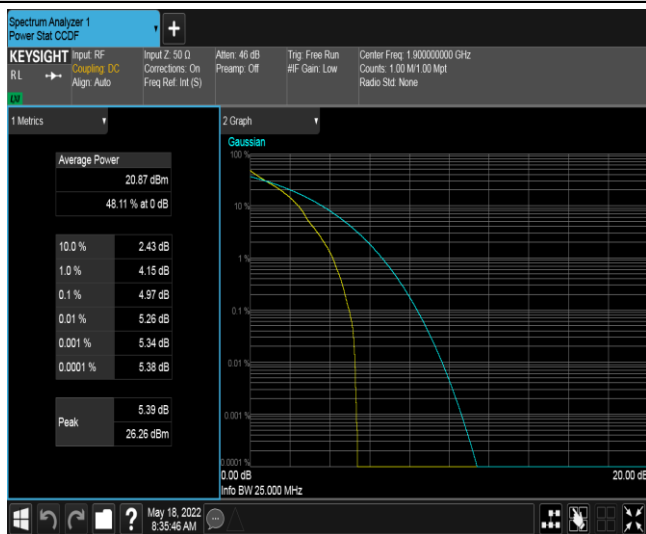 Spectrum Analyzer 1
Power Stat CCDF
+
KEYSIGHT
RL
Input: RF
Coupling: DC
Align: Auto
Input Z: 50 Ω
Corrections: On
Freq Ref: Int (S)
Atten: 46 dB
Preamp: Off
Trig: Free Run
#IF Gain: Low
Center Freq: 1.900000000 GHz
Counts: 1.00 M/1.00 Mpt
Radio Std: None
1 Metrics
Average Power
20.87 dBm
48.11 % at 0 dB
10.0 % 2.43 dB
1.0 % 4.15 dB
0.1 % 4.97 dB
0.01 % 5.26 dB
0.001 % 5.34 dB
0.0001 % 5.38 dB
Peak
5.39 dB
26.26 dBm
2 Graph
Gaussian
100 %
10 %
1 %
0.1 %
0.01 %
0.001 %
0.0001 %
0.00 dB
20.00 dB
Info BW 25.000 MHz
?
May 18, 2022
8:35:46 AM